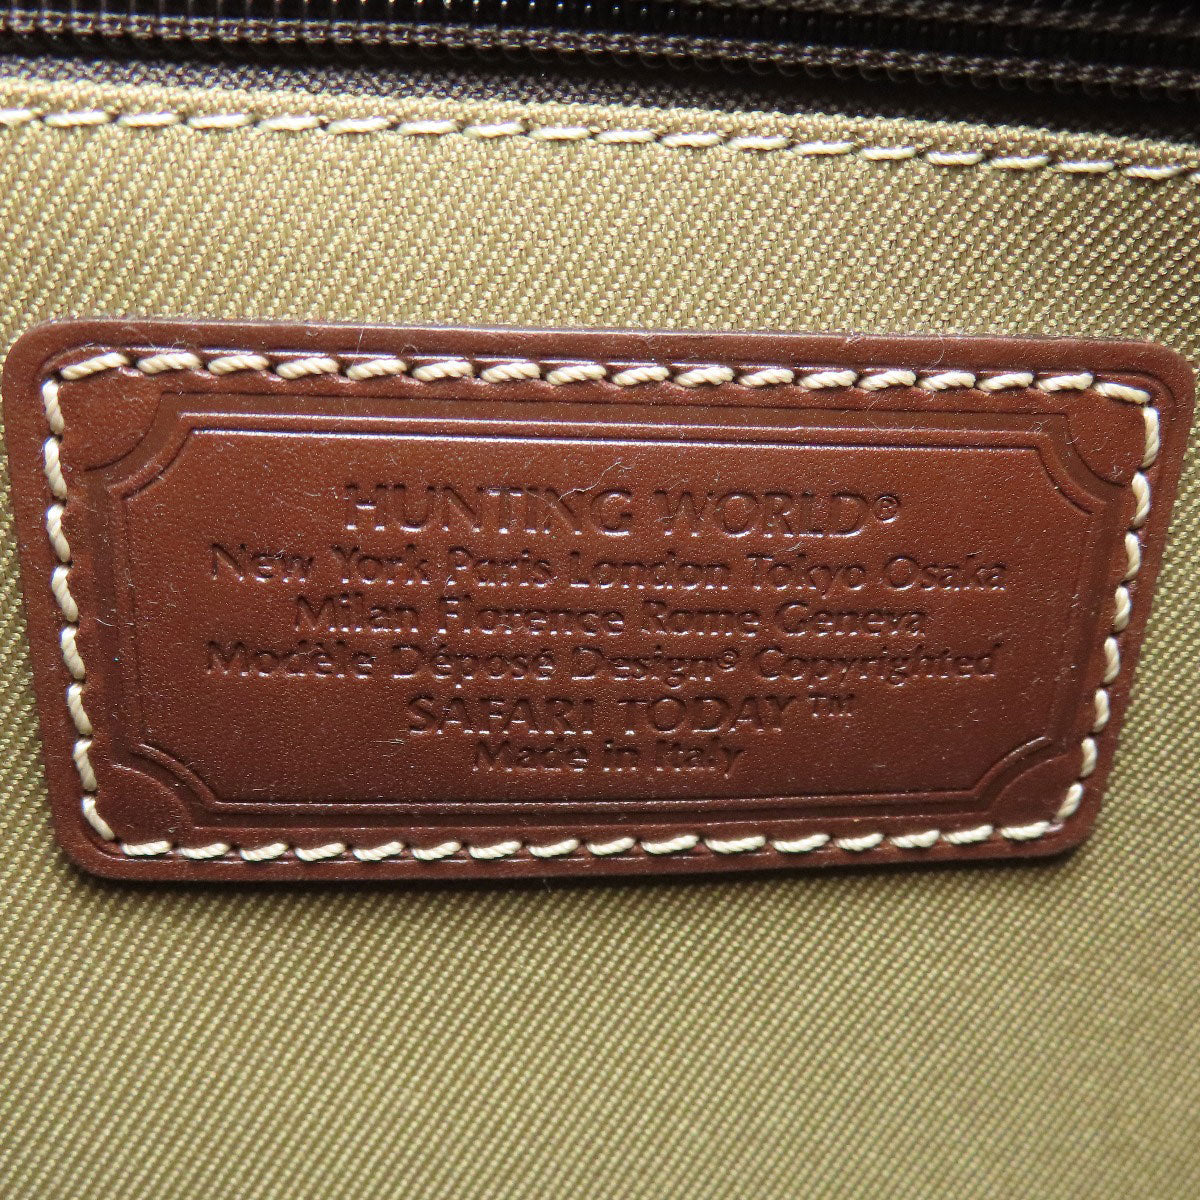 HUNTING WORLD®
New York Paris London Tokyo Osaka
Milan Florence Rome Geneva
Modèle Déposé Design® Copyrighted
SAFARI TODAY™
Made in Italy